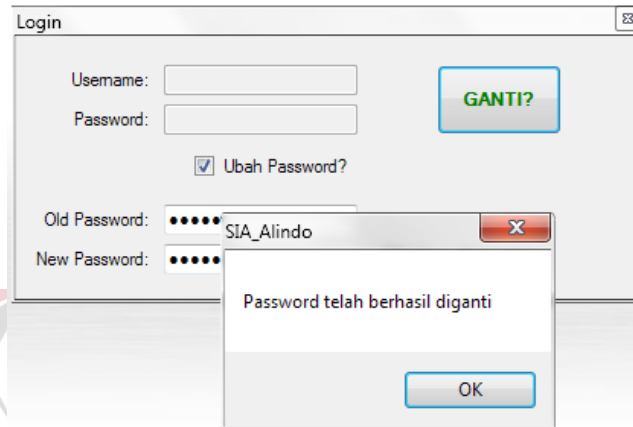 Login
Username:
Password:
GANTI?
Ubah Password?
Old Password:
New Password:
SIA_Alindo
Password telah berhasil diganti
OK